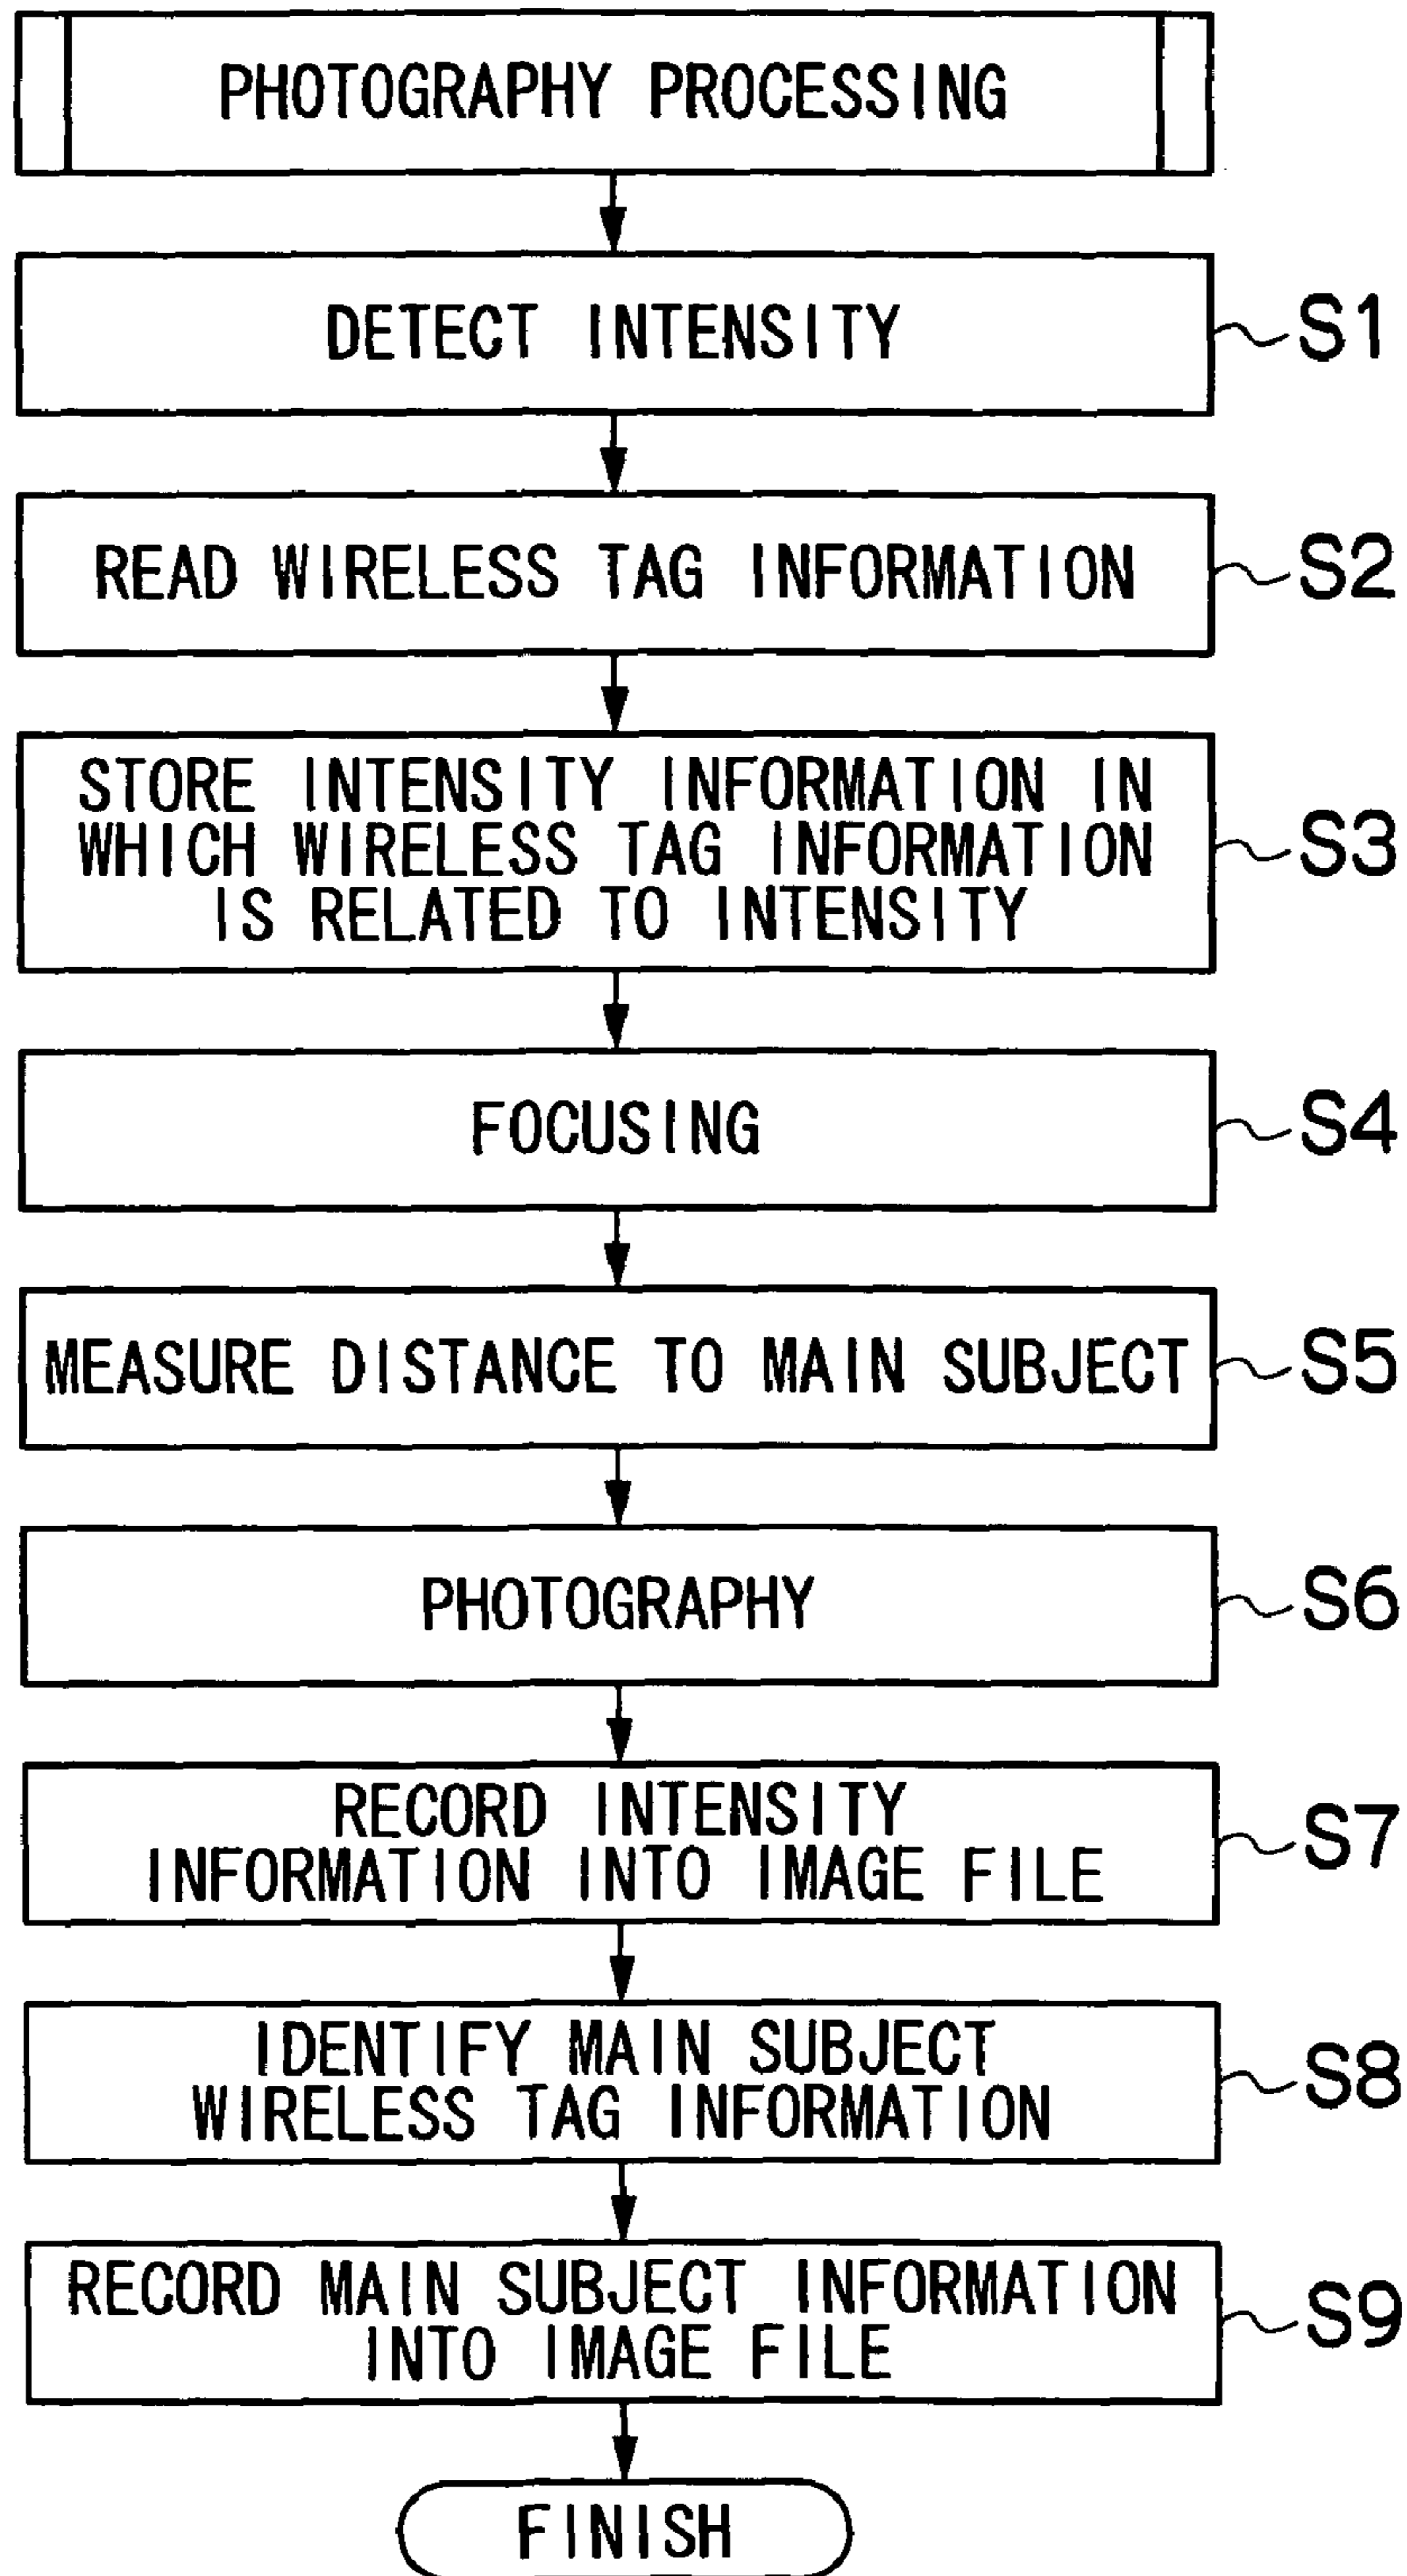 PHOTOGRAPHY PROCESSING
DETECT INTENSITY
S1
READ WIRELESS TAG INFORMATION
S2
STORE INTENSITY INFORMATION IN
WHICH WIRELESS TAG INFORMATION
IS RELATED TO INTENSITY
S3
FOCUSING
S4
MEASURE DISTANCE TO MAIN SUBJECT
S5
PHOTOGRAPHY
S6
RECORD INTENSITY
INFORMATION INTO IMAGE FILE
S7
IDENTIFY MAIN SUBJECT
WIRELESS TAG INFORMATION
S8
RECORD MAIN SUBJECT INFORMATION
INTO IMAGE FILE
S9
FINISH